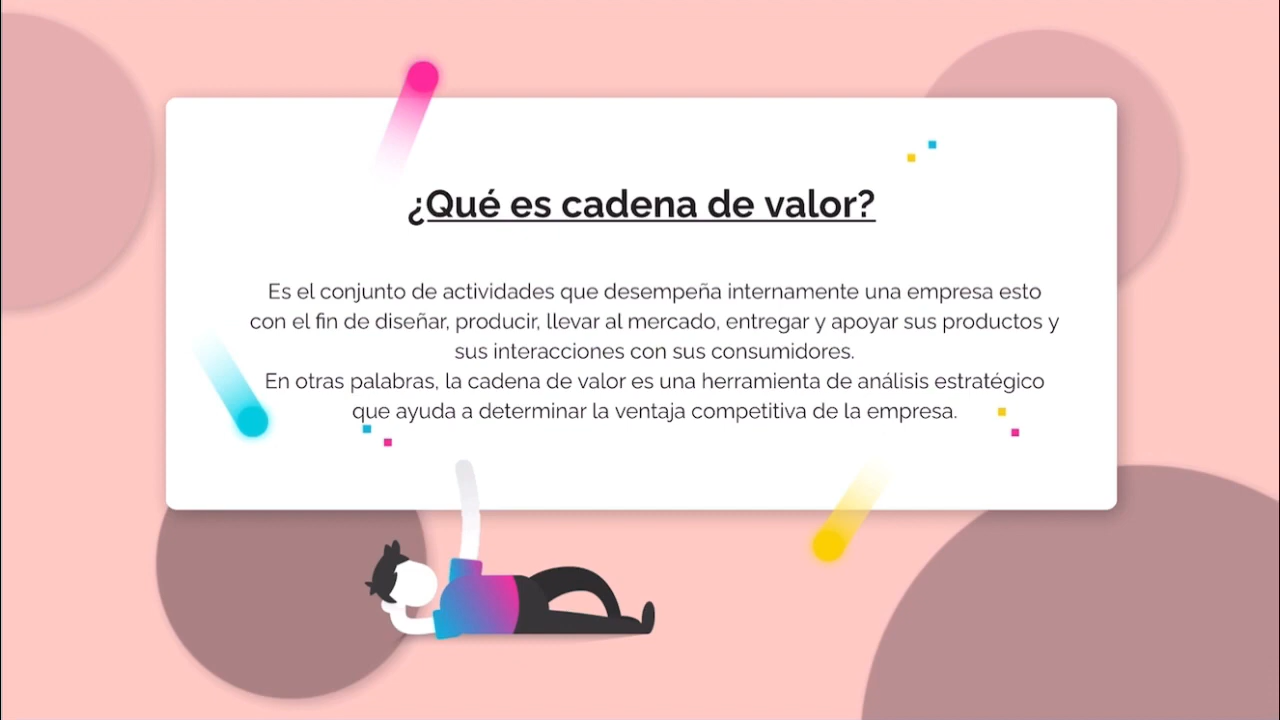 ¿Qué es cadena de valor?
Es el conjunto de actividades que desempeña internamente una empresa esto
con el fin de diseñar, producir, llevar al mercado, entregar y apoyar sus productos y
sus interacciones con sus consumidores.
En otras palabras, la cadena de valor es una herramienta de análisis estratégico
que ayuda a determinar la ventaja competitiva de la empresa.